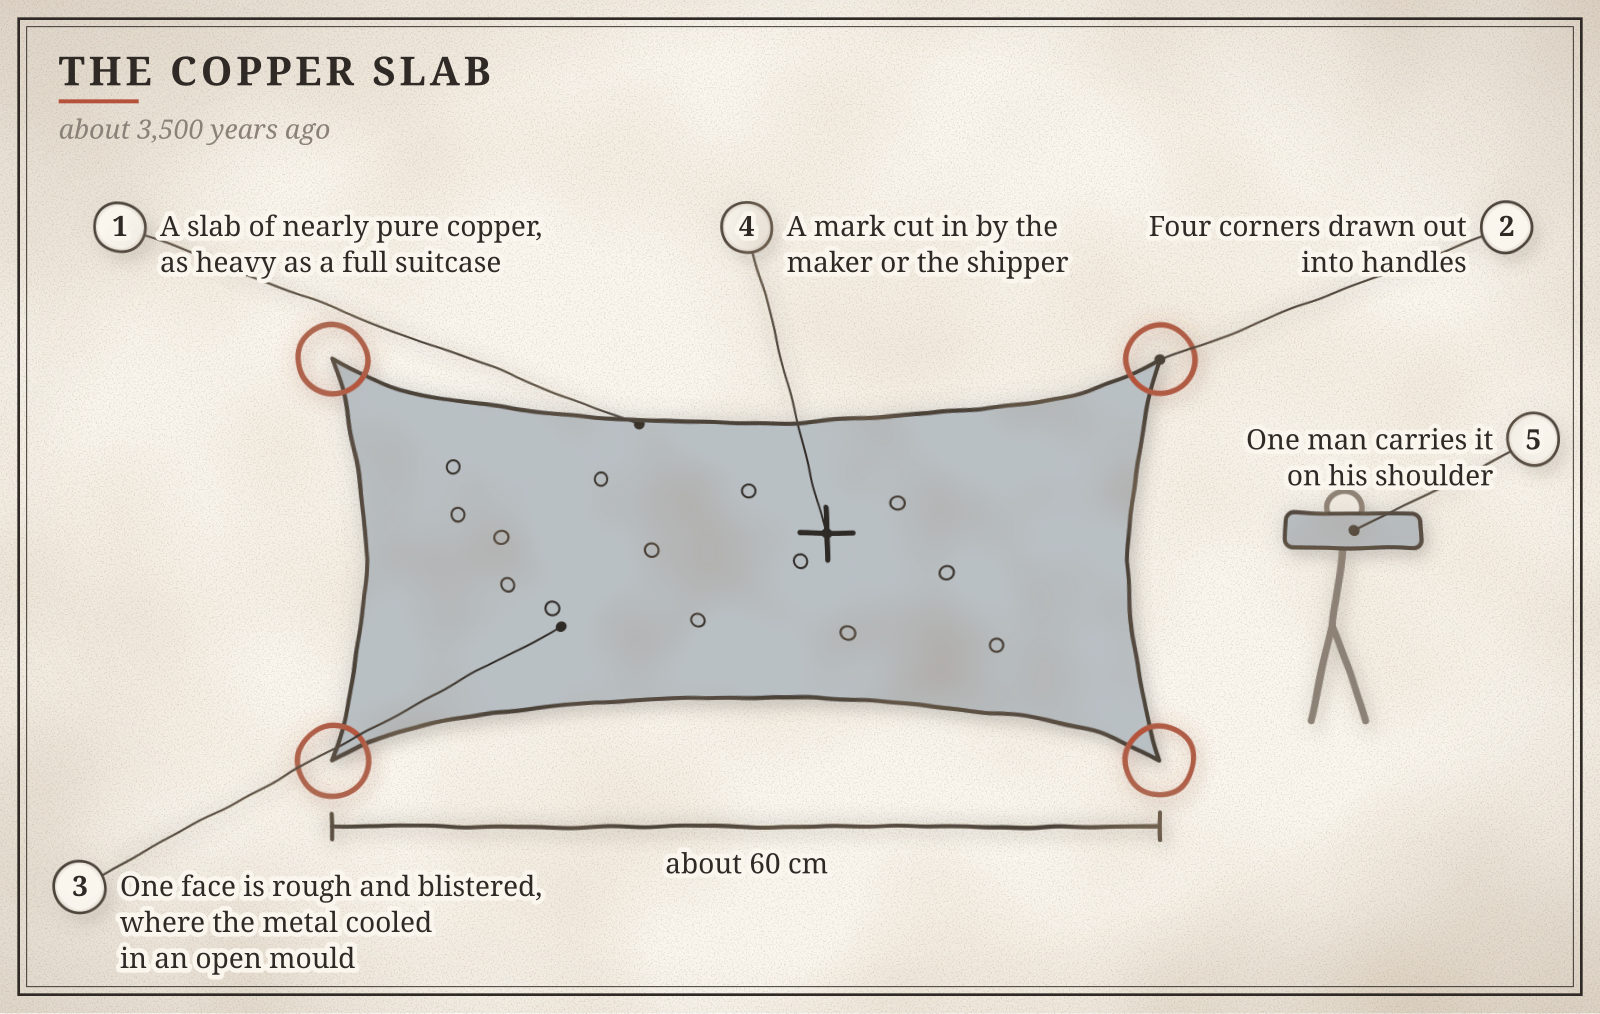 THE COPPER SLAB
about 3,500 years ago
1
A slab of nearly pure copper,
as heavy as a full suitcase
4
A mark cut in by the
maker or the shipper
Four corners drawn out
into handles
2
One man carries it
on his shoulder
5
about 60 cm
3
One face is rough and blistered,
where the metal cooled
in an open mould